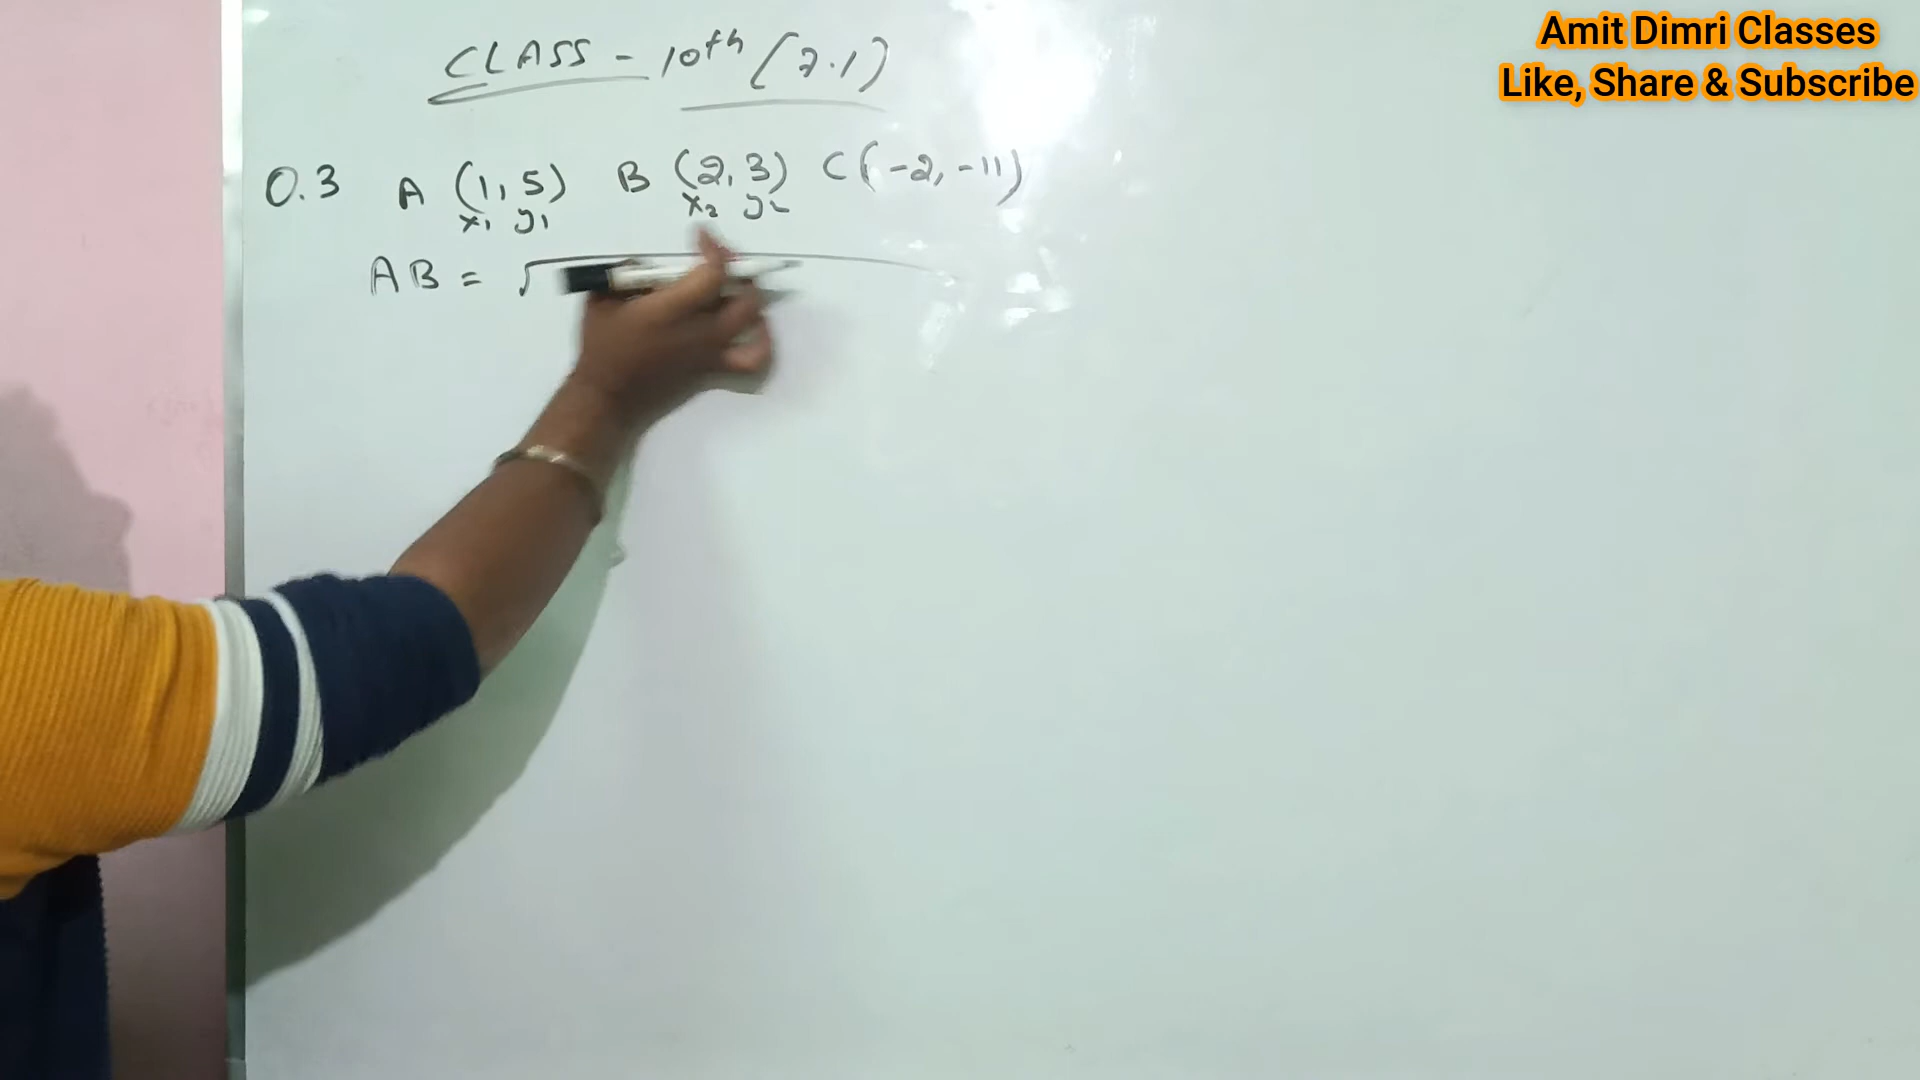 Amit Dimri Classes
Like, Share & Subscribe
CLASS - 10th (7.1)
Q.3 A (1, 5) B (2, 3) C (-2, -11)
x₁ y₁ x₂ y₂
AB = √